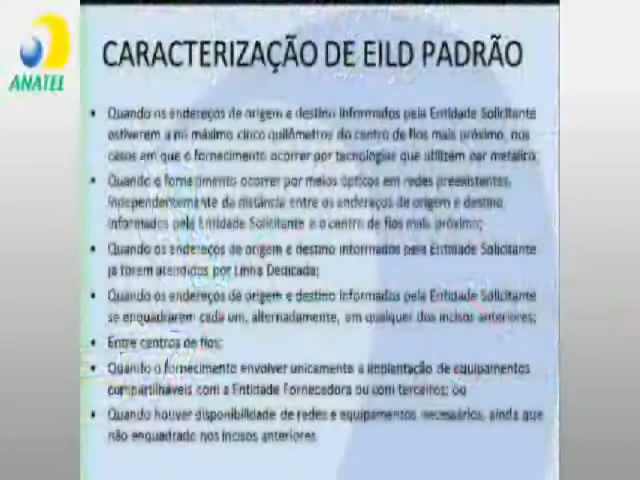 ANATEL
CARACTERIZAÇÃO DE EILD PADRÃO
• Quando os endereços de origem e destino informados pela Entidade Solicitante
estiverem a no máximo cinco quilômetros do centro de fios mais próximo, nos
casos em que o fornecimento ocorrer por tecnologias que utilizem par metálico;
• Quando o fornecimento ocorrer por meios ópticos em redes preexistentes,
independentemente da distância entre os endereços de origem e destino
informados pela Entidade Solicitante e o centro de fios mais próximo;
• Quando os endereços de origem e destino informados pela Entidade Solicitante
já forem atendidos por Linha Dedicada;
• Quando os endereços de origem e destino informados pela Entidade Solicitante
se enquadrarem cada um, alternadamente, em qualquer dos incisos anteriores;
• Entre centros de fios;
• Quando o fornecimento envolver unicamente a implantação de equipamentos
compartilháveis com a Entidade Fornecedora ou com terceiros; ou
• Quando houver disponibilidade de redes e equipamentos necessários, ainda que
não enquadrado nos incisos anteriores